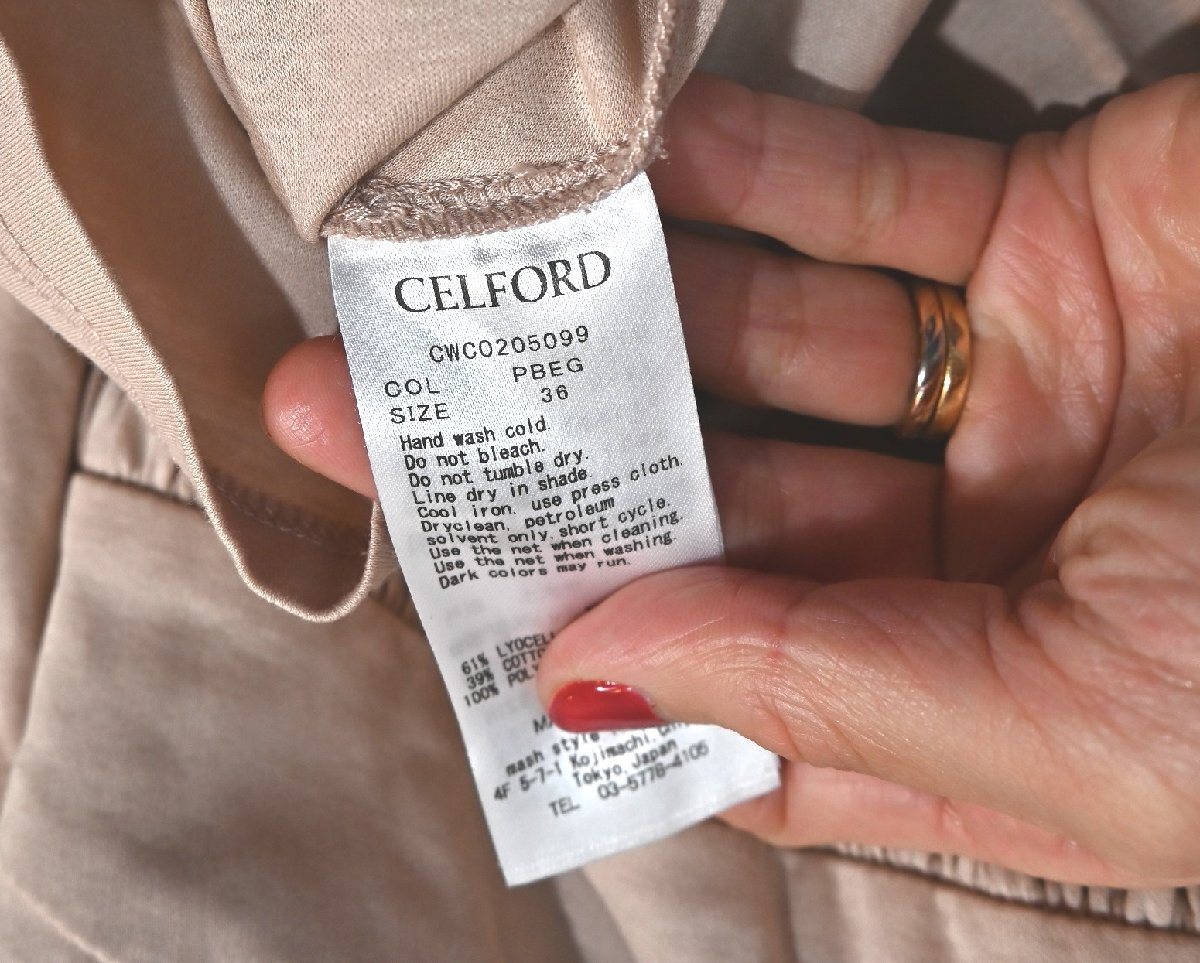 CELFORD
CWCO205099
COL PBEG
SIZE 36
Hand wash cold.
Do not bleach.
Do not tumble dry.
Line dry in shade.
Cool iron, use press cloth.
Dryclean, petroleum
solvent only, short cycle.
Use the net when cleaning.
Use the net when washing.
Dark colors may run.
61%
39%
100%
mash style
4F 5-7-1 Kojimachi,
Tokyo, Japan
TEL 03-5778-4106